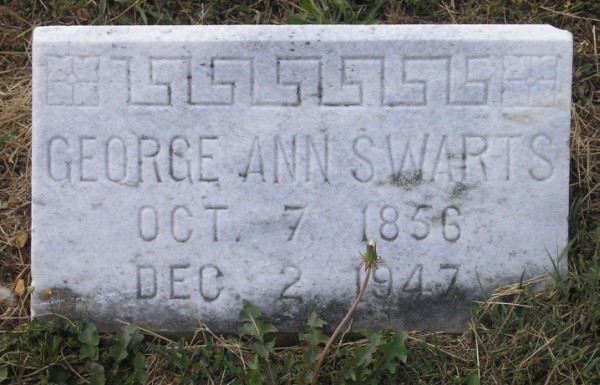 GEORGE ANN SWARTS
OCT. 7, 1856
DEC. 2, 1947